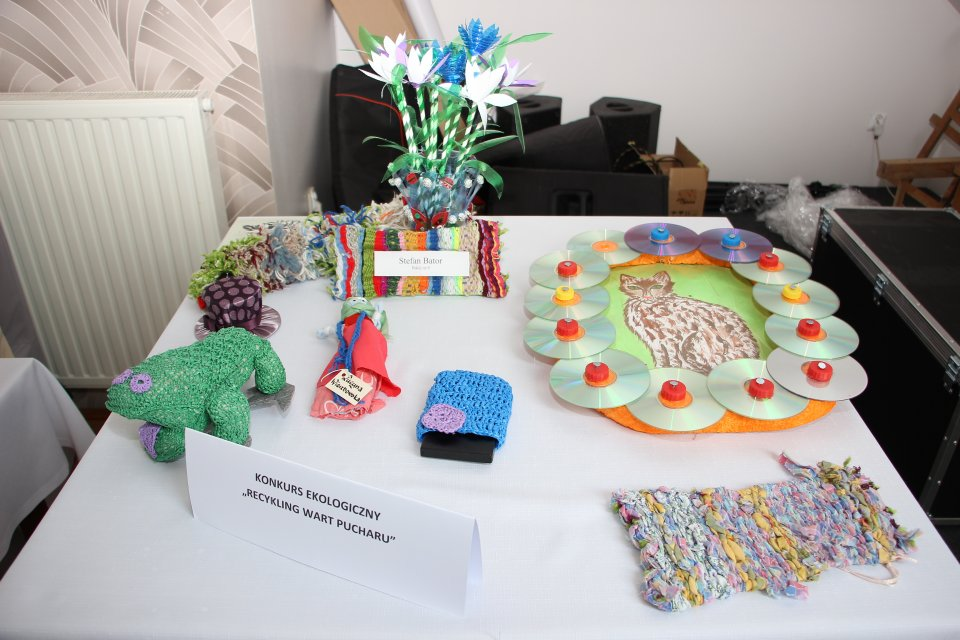 Stefan Bator
KONKURS EKOLOGICZNY
„RECYKLING WART PUCHARU”